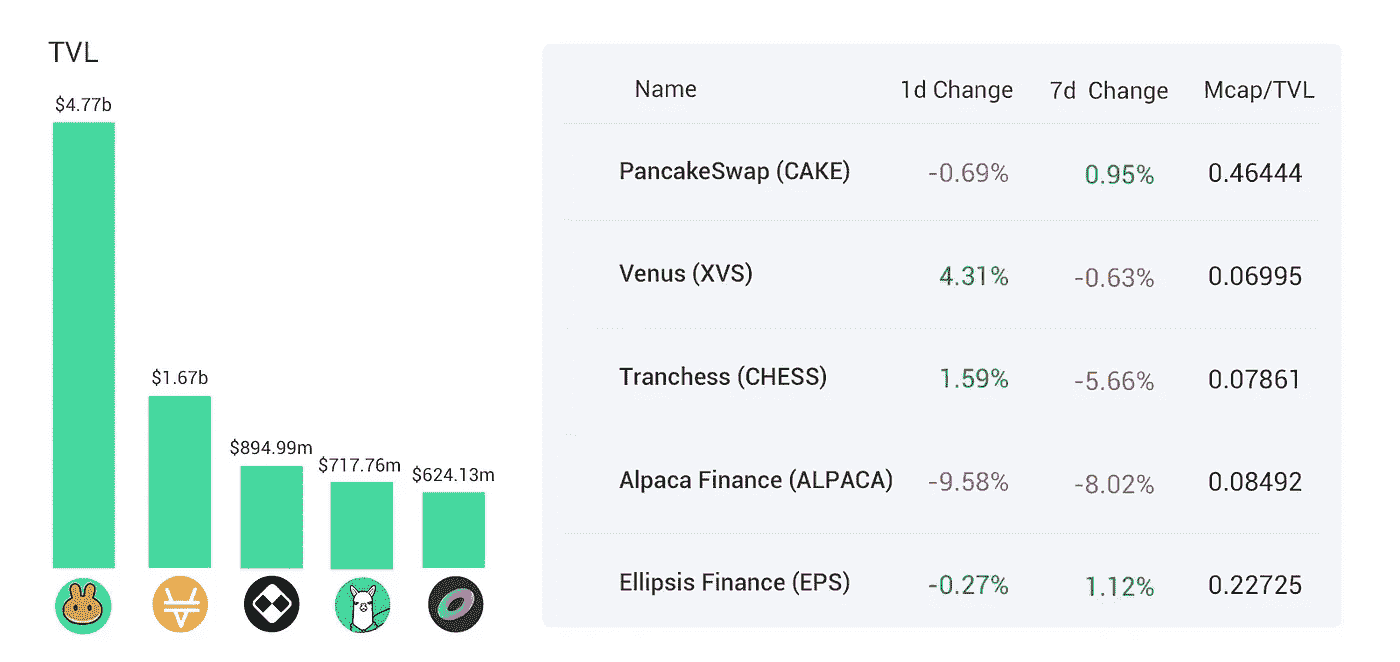 TVL
$4.77b
$1.67b
$894.99m
$717.76m
$624.13m
Name 1d Change 7d Change Mcap/TVL
PancakeSwap (CAKE) -0.69% 0.95% 0.46444
Venus (XVS) 4.31% -0.63% 0.06995
Tranchess (CHESS) 1.59% -5.66% 0.07861
Alpaca Finance (ALPACA) -9.58% -8.02% 0.08492
Ellipsis Finance (EPS) -0.27% 1.12% 0.22725